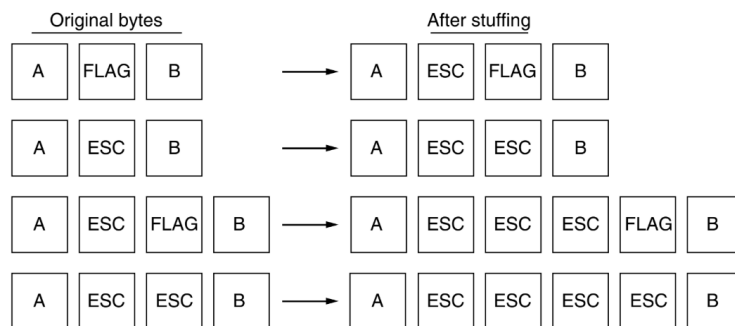 Original bytes After stuffing
A FLAG B A ESC FLAG B
A ESC B A ESC ESC B
A ESC FLAG B A ESC ESC ESC FLAG B
A ESC ESC B A ESC ESC ESC ESC B